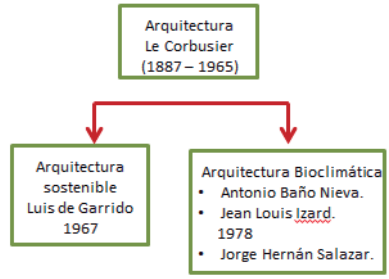 Arquitectura
Le Corbusier
(1887 – 1965)
Arquitectura
sostenible
Luis de Garrido
1967
Arquitectura Bioclimática
• Antonio Baño Nieva.
• Jean Louis Izard.
1978
• Jorge Hernán Salazar.